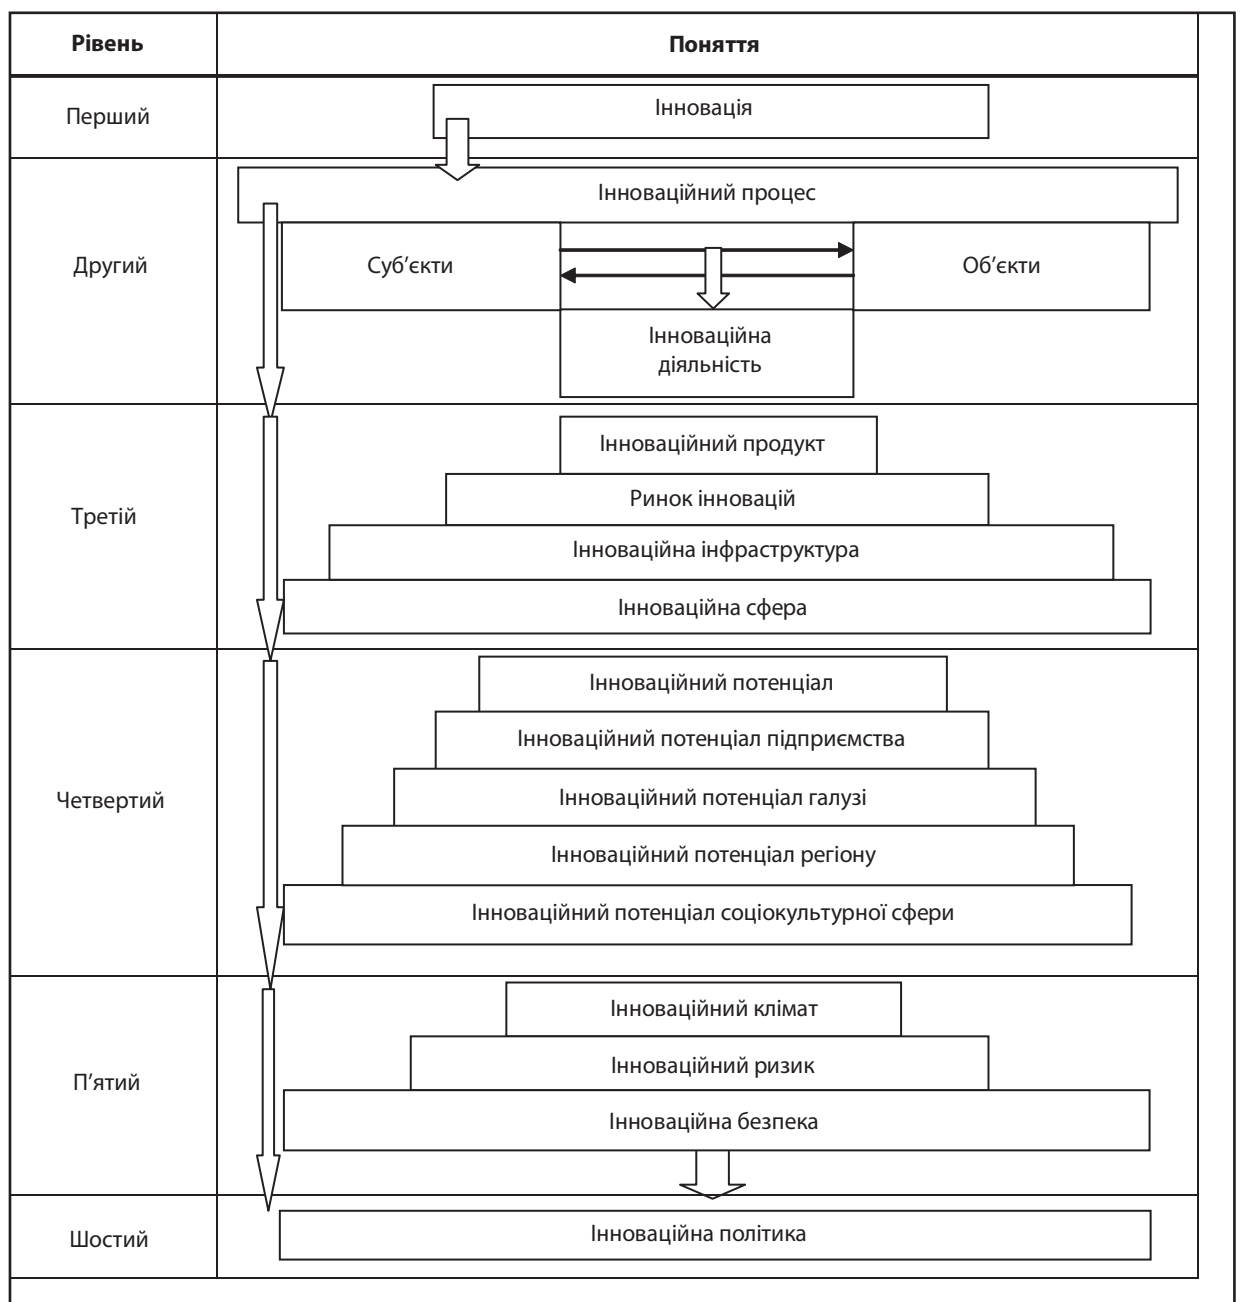 Рівень
Поняття
Перший
Інновація
Другий
Інноваційний процес
Суб’єкти
Об’єкти
Інноваційна
діяльність
Третій
Інноваційний продукт
Ринок інновацій
Інноваційна інфраструктура
Інноваційна сфера
Четвертий
Інноваційний потенціал
Інноваційний потенціал підприємства
Інноваційний потенціал галузі
Інноваційний потенціал регіону
Інноваційний потенціал соціокультурної сфери
П’ятий
Інноваційний клімат
Інноваційний ризик
Інноваційна безпека
Шостий
Інноваційна політика